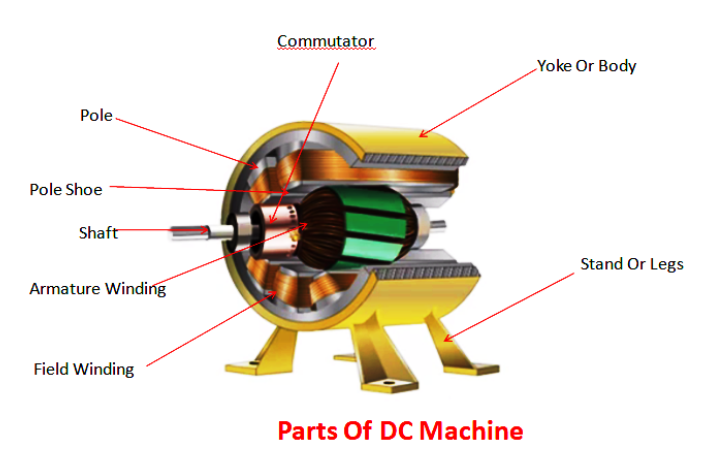 Commutator
Yoke Or Body
Pole
Pole Shoe
Shaft
Stand Or Legs
Armature Winding
Field Winding
Parts Of DC Machine